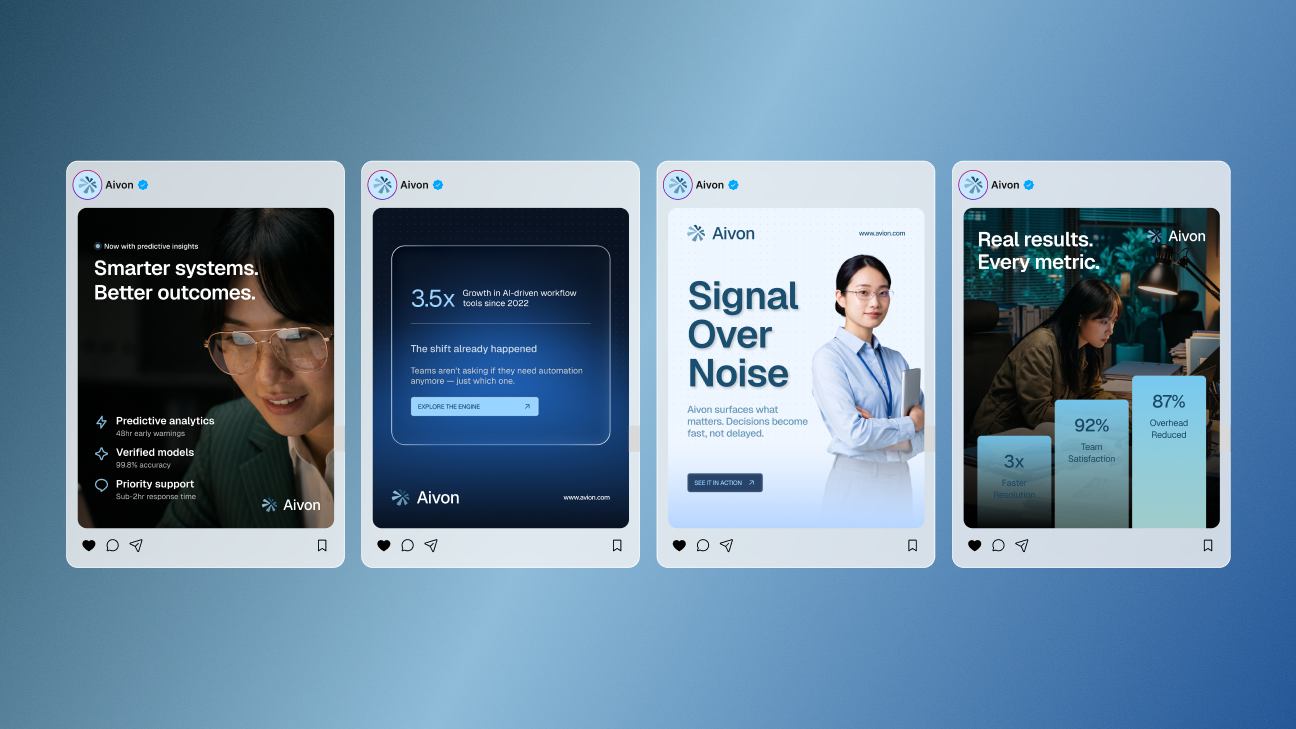 Aivon
Now with predictive insights
Smarter systems.
Better outcomes.
Predictive analytics
48hr early warnings
Verified models
99.8% accuracy
Priority support
Sub-2hr response time
Aivon
Aivon
3.5x
Growth in AI-driven workflow
tools since 2022
The shift already happened
Teams aren't asking if they need automation
anymore — just which one.
EXPLORE THE ENGINE
Aivon
www.avion.com
Aivon
Aivon
www.avion.com
Signal
Over
Noise
Aivon surfaces what
matters. Decisions become
fast, not delayed.
SEE IT IN ACTION
Aivon
Real results.
Every metric.
Aivon
3x
Faster
Resolution
92%
Team
Satisfaction
87%
Overhead
Reduced